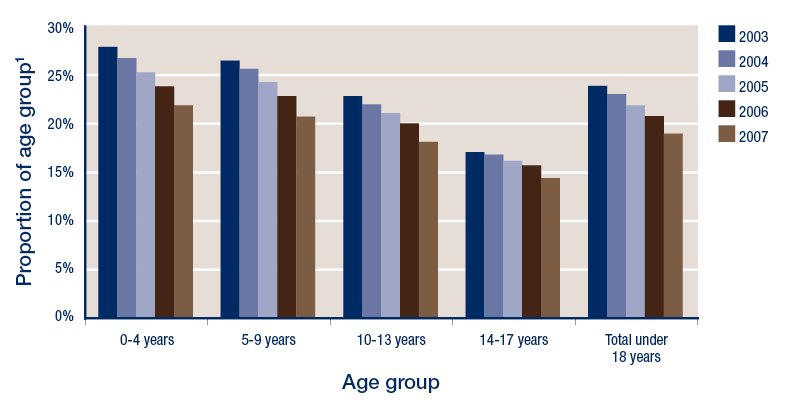 30%
25%
20%
15%
10%
5%
0%
Proportion of age group¹
0-4 years
5-9 years
10-13 years
14-17 years
Total under
18 years
Age group
2003
2004
2005
2006
2007